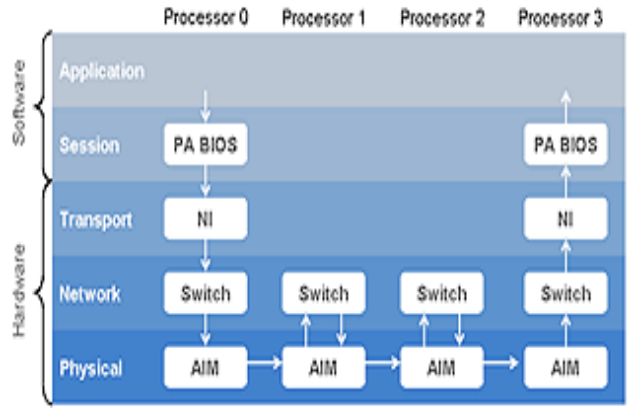 Processor 0 Processor 1 Processor 2 Processor 3
Software
Application
Session PA BIOS PA BIOS
Hardware
Transport NI NI
Network Switch Switch Switch Switch
Physical AIM AIM AIM AIM